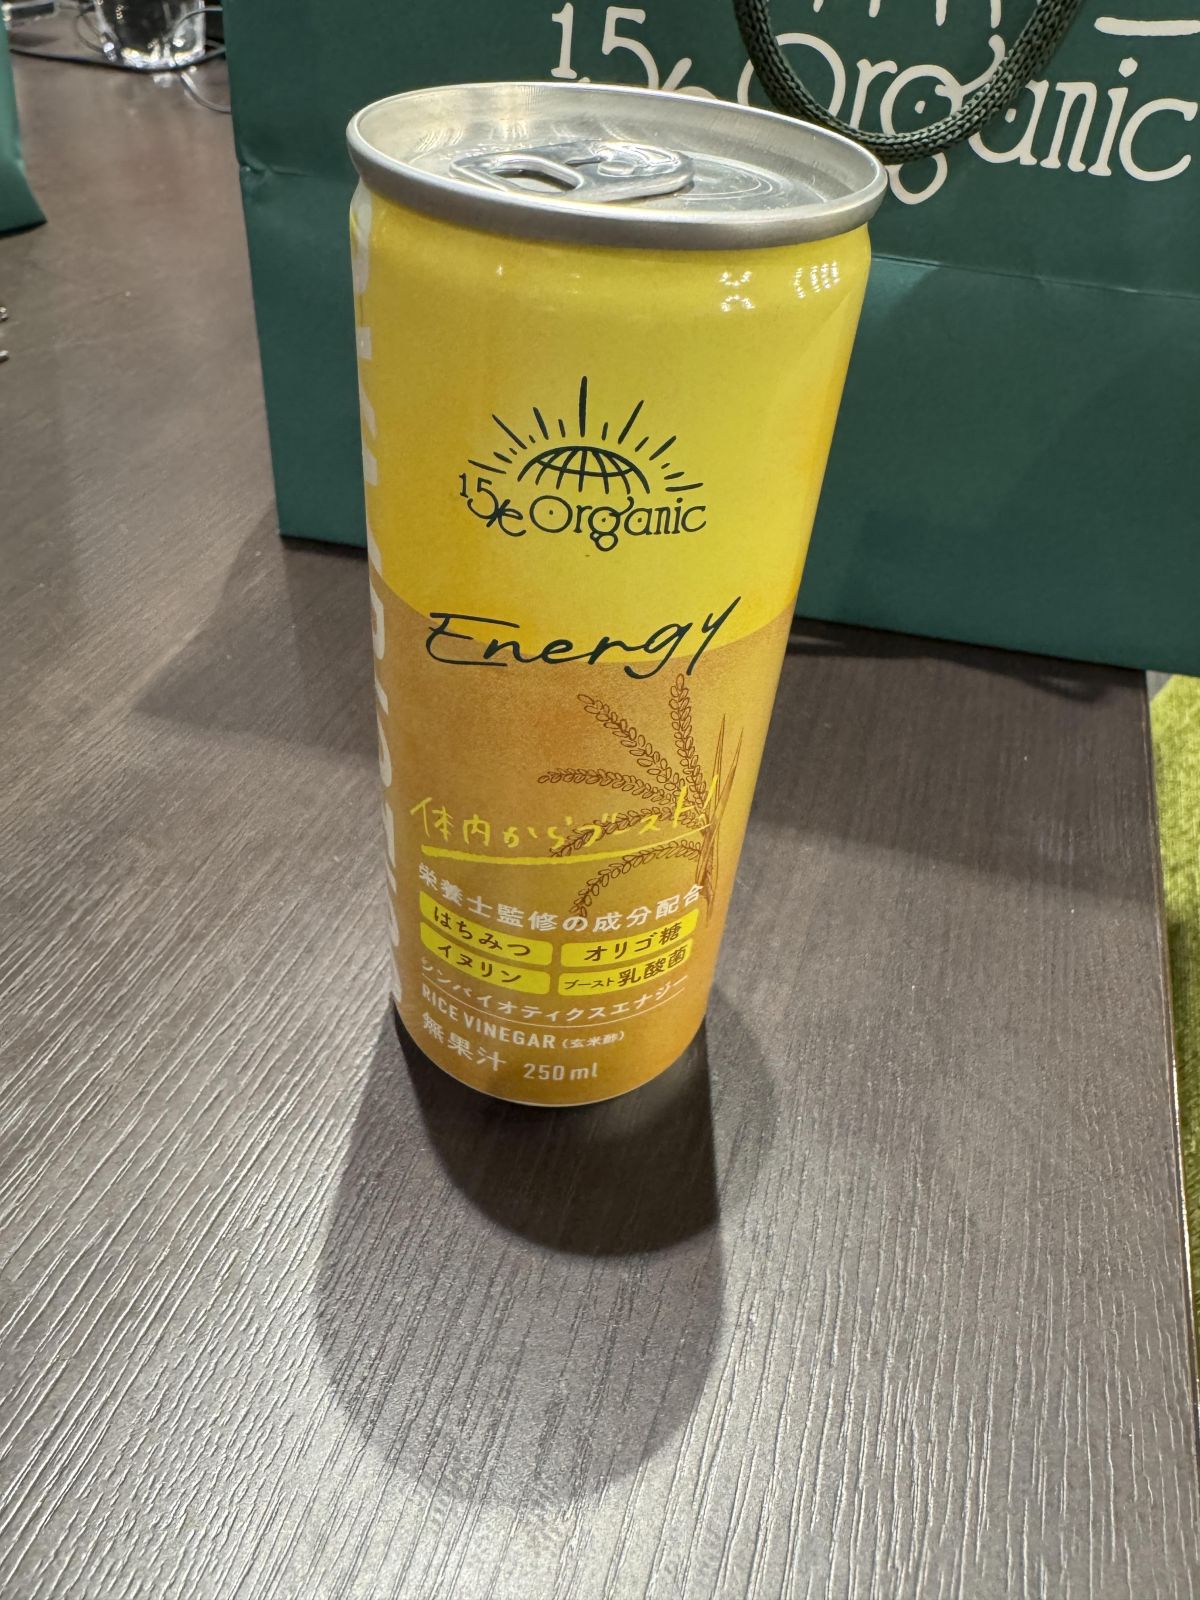 15/e Organic
15/e Organic
Energy
体内からブースト!
栄養士監修の成分配合
はちみつ
オリゴ糖
イヌリン
ブースト乳酸菌
シンバイオティクスエナジー
RICE VINEGAR(玄米酢)
無果汁 250ml